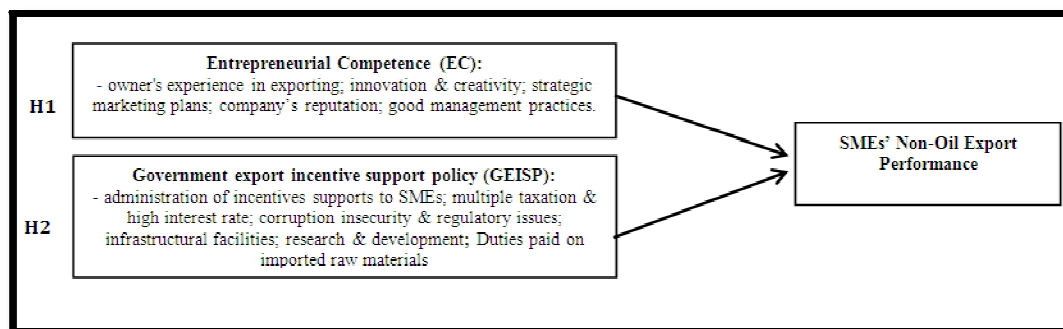 Entrepreneurial Competence (EC):
- owner's experience in exporting; innovation & creativity; strategic
marketing plans; company's reputation; good management practices.
H1
SMEs' Non-Oil Export
Performance
Government export incentive support policy (GEISP):
- administration of incentives supports to SMEs; multiple taxation &
high interest rate; corruption insecurity & regulatory issues;
infrastructural facilities; research & development; Duties paid on
imported raw materials
H2